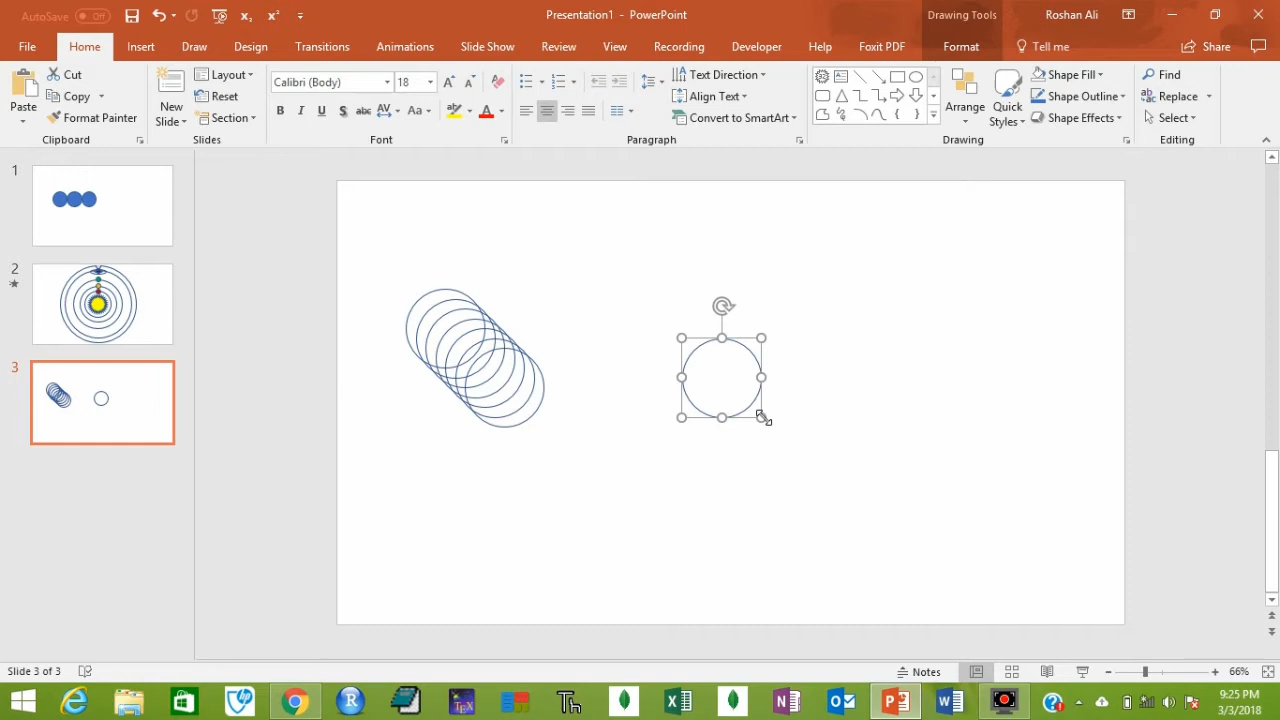 AutoSave Off
Presentation1 - PowerPoint
Drawing Tools
Roshan Ali
File Home Insert Draw Design Transitions Animations Slide Show Review View Recording Developer Help Foxit PDF Format Tell me Share
Paste
Cut
Copy
Format Painter
Clipboard
New Slide
Layout
Reset
Section
Slides
Calibri (Body) 18
B I U S abc AV Aa A
Font
Text Direction
Align Text
Convert to SmartArt
Paragraph
Arrange
Quick Styles
Shape Fill
Shape Outline
Shape Effects
Drawing
Find
Replace
Select
Editing
1
2
3
Slide 3 of 3
Notes
66%
9:25 PM
3/3/2018